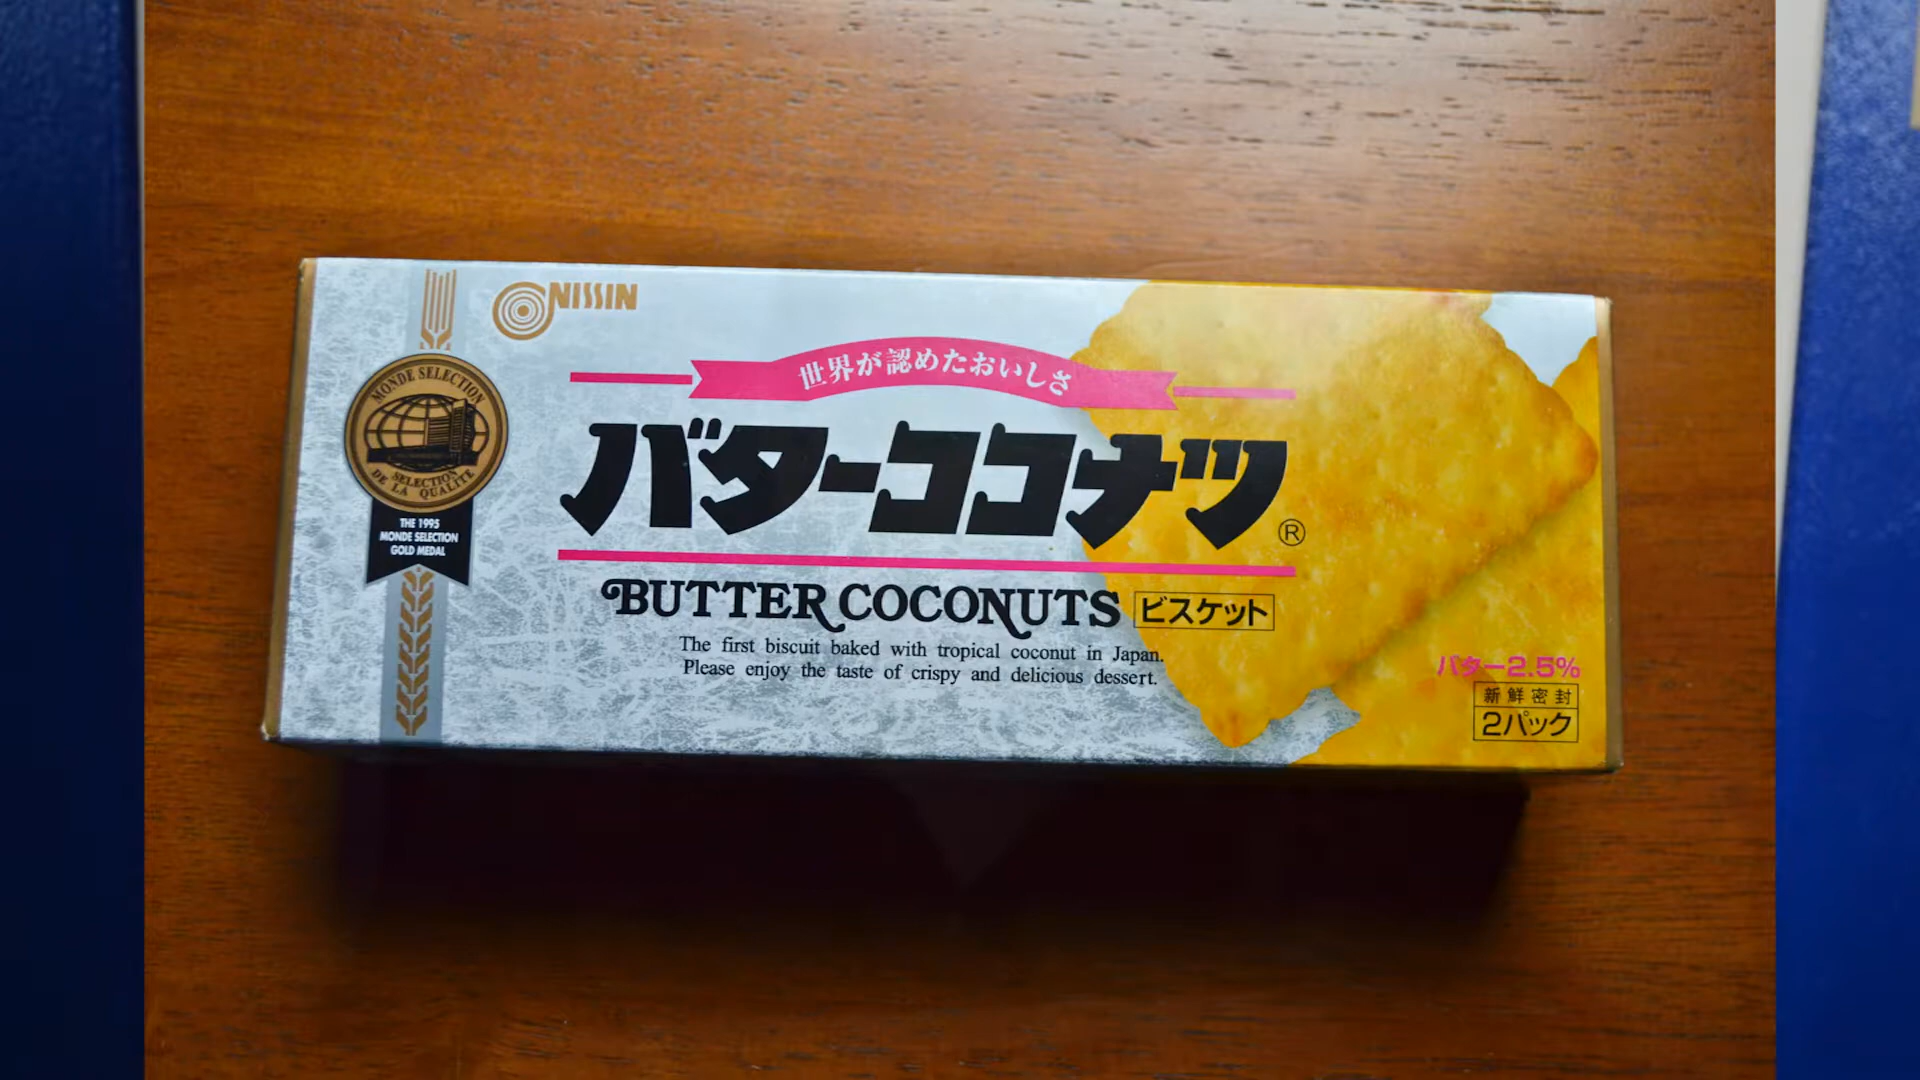 NISSIN
世界が認めたおいしさ
バターココナツ®
BUTTER COCONUTS ビスケット
The first biscuit baked with tropical coconut in Japan.
Please enjoy the taste of crispy and delicious dessert.
MONDE SELECTION
SELECTION
DE LA QUALITE
THE 1995
MONDE SELECTION
GOLD MEDAL
バター2.5%
新鮮密封
2パック